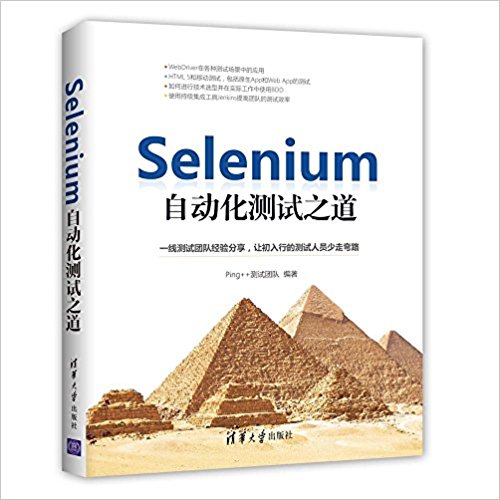 •WebDriver在各种测试场景中的应用
•HTML 5和移动测试，包括原生App和Web App的测试
•如何进行技术选型并在实际工作中使用BDD
•使用持续集成工具Jenkins提高团队的测试效率
Selenium
自动化测试之道
一线测试团队经验分享，让初入行的测试人员少走弯路
Ping++测试团队 编著
清华大学出版社
Selenium
自动化测试之道
清华大学
出版社